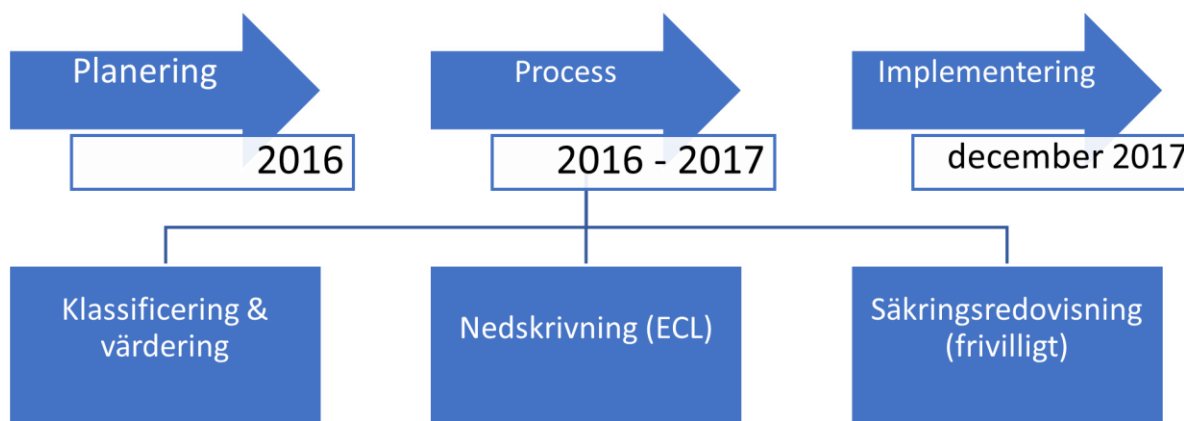 Planering
Process
Implementering
2016
2016 - 2017
december 2017
Klassificering &
värdering
Nedskrivning (ECL)
Säkringsredovisning
(frivilligt)